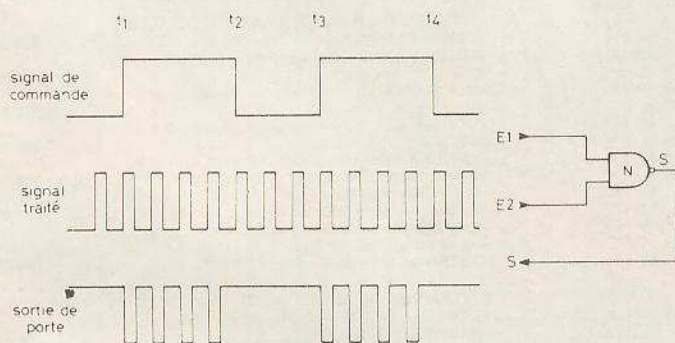 t1 t2 t3 t4
signal de
commande
E1
N
S
signal
traité
E2
S
sortie de
porte